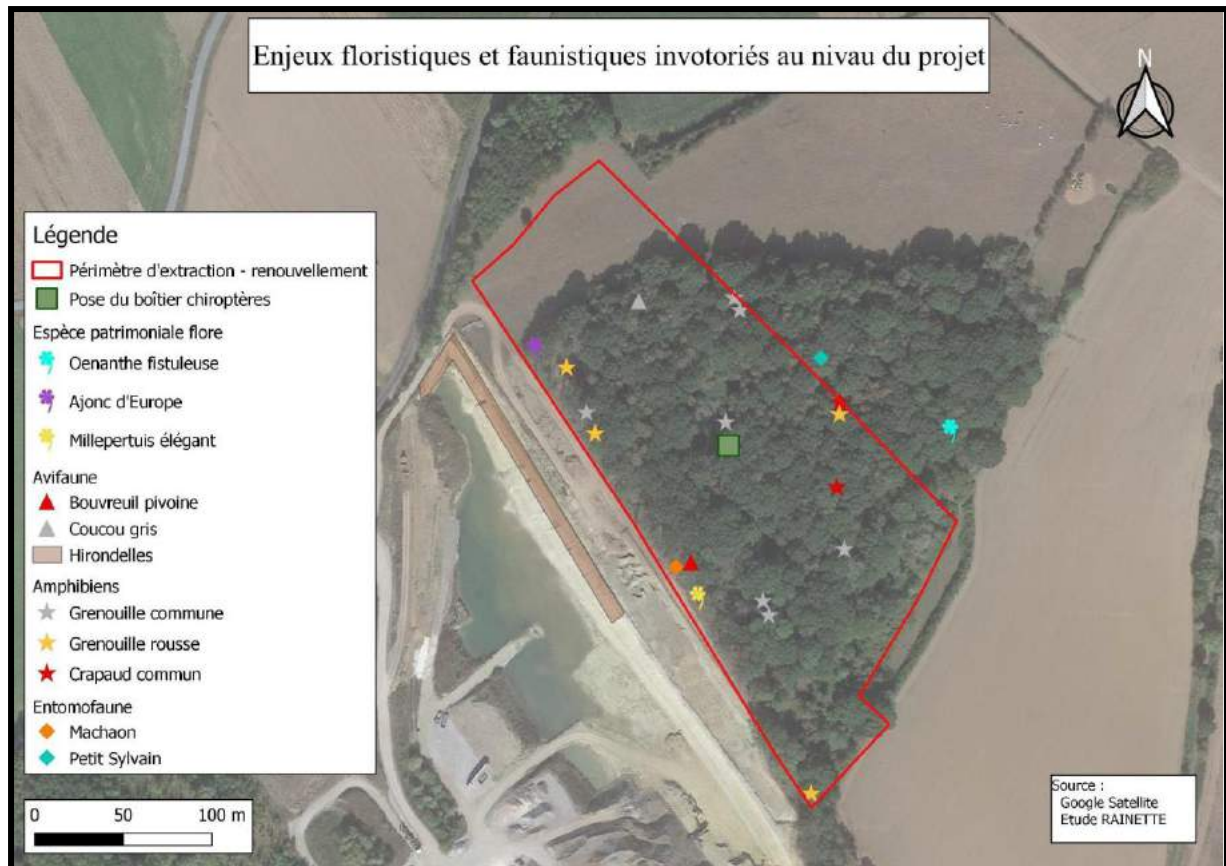 Enjeux floristiques et faunistiques invotoriés au nivau du projet
N
Légende
Périmètre d'extraction - renouvellement
Pose du boîtier chiroptères
Espèce patrimoniale flore
Oenanthe fistuleuse
Ajonc d'Europe
Millepertuis élégant
Avifaune
Bouvreuil pivoine
Coucou gris
Hirondelles
Amphibiens
Grenouille commune
Grenouille rousse
Crapaud commun
Entomofaune
Machaon
Petit Sylvain
0 50 100 m
Source :
Google Satellite
Etude RAINETTE